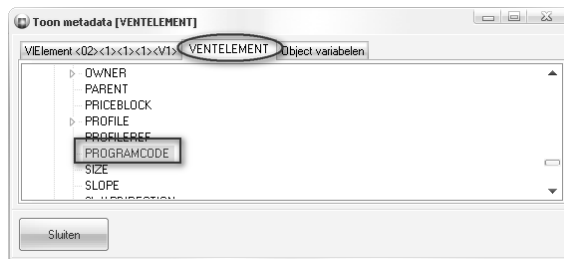 Toon metadata [VENTELEMENT]
VIElement <02><1><1><1><V1> VENTELEMENT Object variabelen
OWNER
PARENT
PRICEBLOCK
PROFILE
PROFILEREF
PROGRAMCODE
SIZE
SLOPE
Sluiten